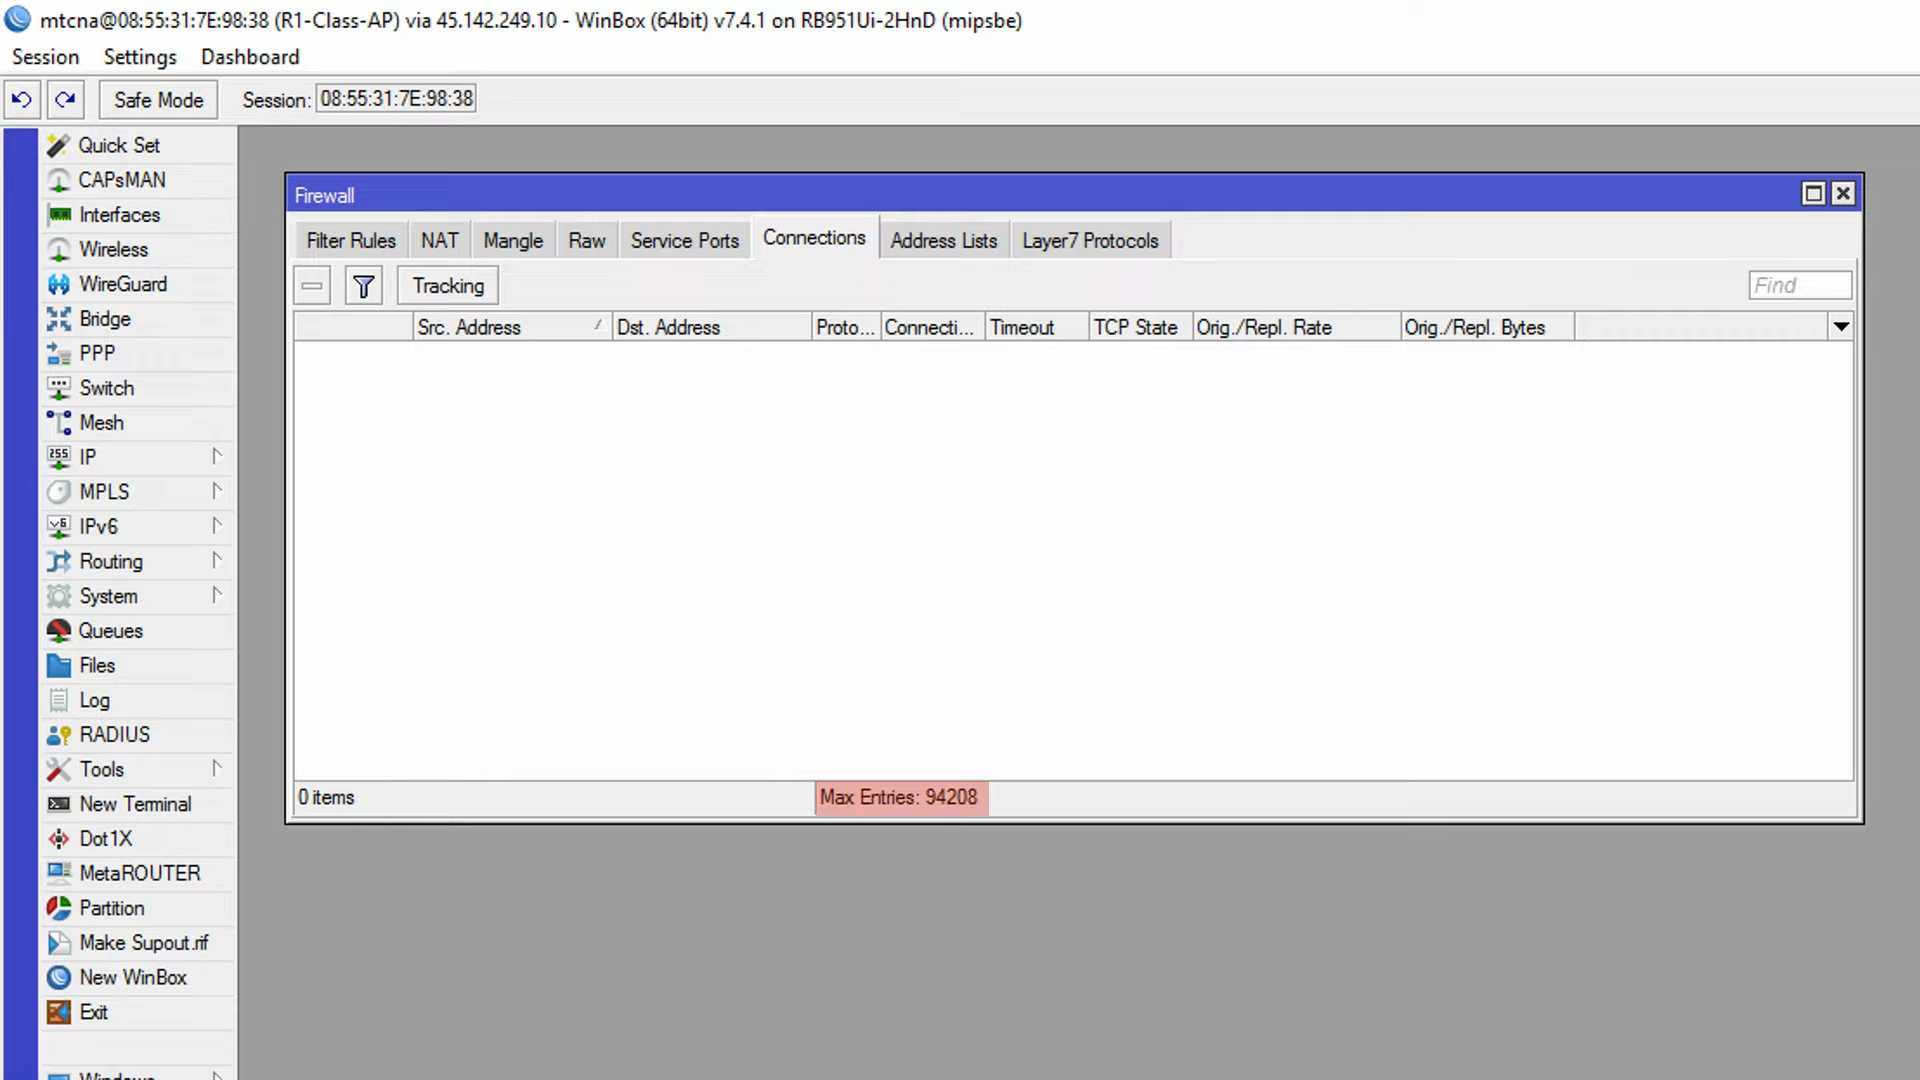 mtcna@08:55:31:7E:98:38 (R1-Class-AP) via 45.142.249.10 - WinBox (64bit) v7.4.1 on RB951Ui-2HnD (mipsbe)
Session Settings Dashboard
Safe Mode Session: 08:55:31:7E:98:38
Quick Set
CAPsMAN
Interfaces
Wireless
WireGuard
Bridge
PPP
Switch
Mesh
255 IP
MPLS
v6 IPv6
Routing
System
Queues
Files
Log
RADIUS
Tools
New Terminal
Dot1X
MetaROUTER
Partition
Make Supout.rif
New WinBox
Exit
Windows
Firewall
Filter Rules NAT Mangle Raw Service Ports Connections Address Lists Layer7 Protocols
Tracking Find
Src. Address Dst. Address Proto... Connecti... Timeout TCP State Orig./Repl. Rate Orig./Repl. Bytes
0 items Max Entries: 94208